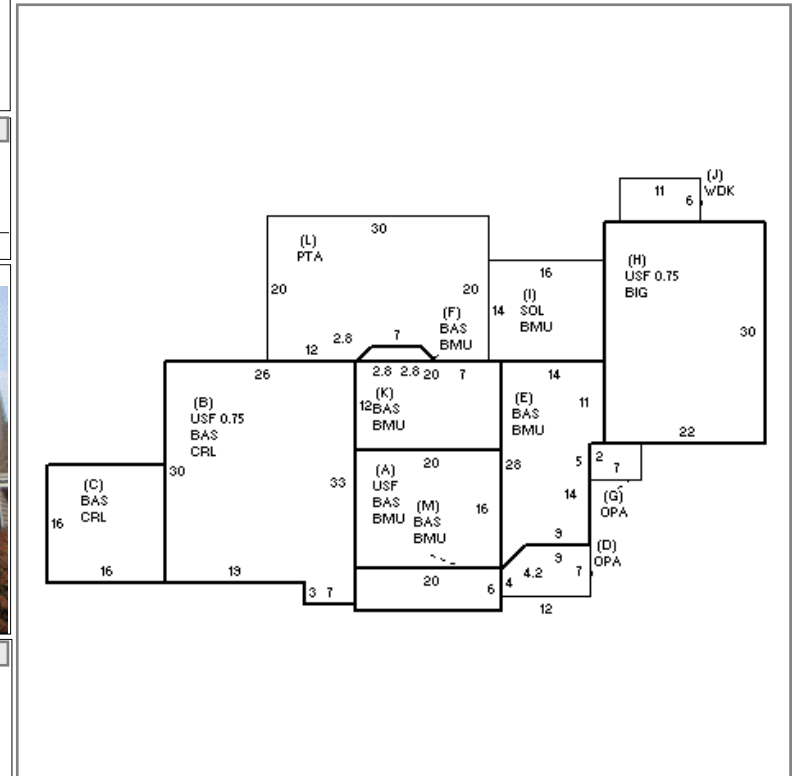 (J)
WDK
11
6
30
(L)
PTA
20
20
16
(I)
SOL
BMU
14
(H)
USF 0.75
BIG
30
(F)
BAS
BMU
7
2.8
12
26
2.8 2.8 20 7
14
(B)
USF 0.75
BAS
CRL
(K)
BAS
BMU
12
(E)
BAS
BMU
11
22
30
33
20
28
5
2
7
(C)
BAS
CRL
16
16
(A)
USF
BAS
BMU
(M)
BAS
BMU
16
14
(G)
OPA
9
9
(D)
OPA
19
3 7
20
6
4
4.2
7
12